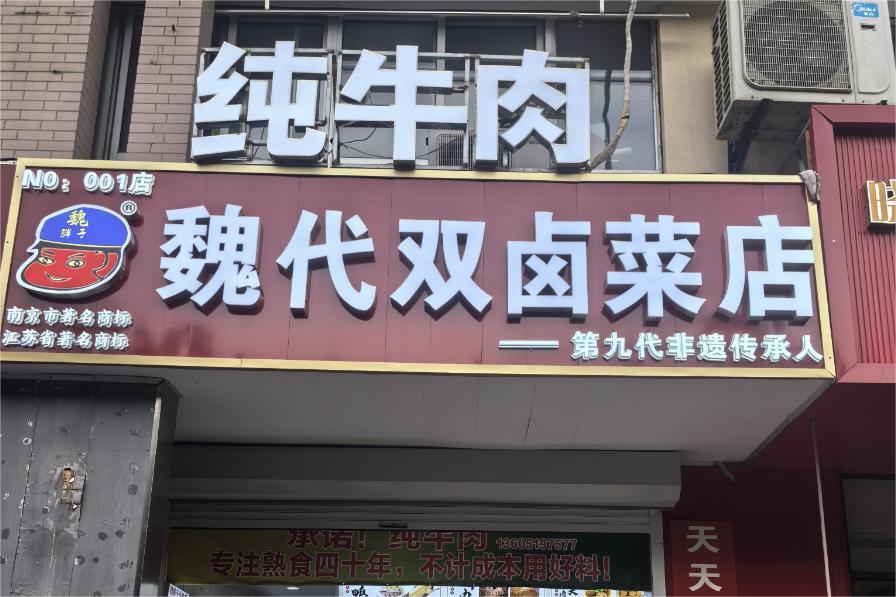 纯牛肉
NO：001店
魏
胖子
®
魏代双卤菜店
南京市著名商标
江苏省著名商标
——第九代非遗传承人
承诺！纯牛肉 13605197577
专注熟食四十年，不计成本用好料！
天天
Midea